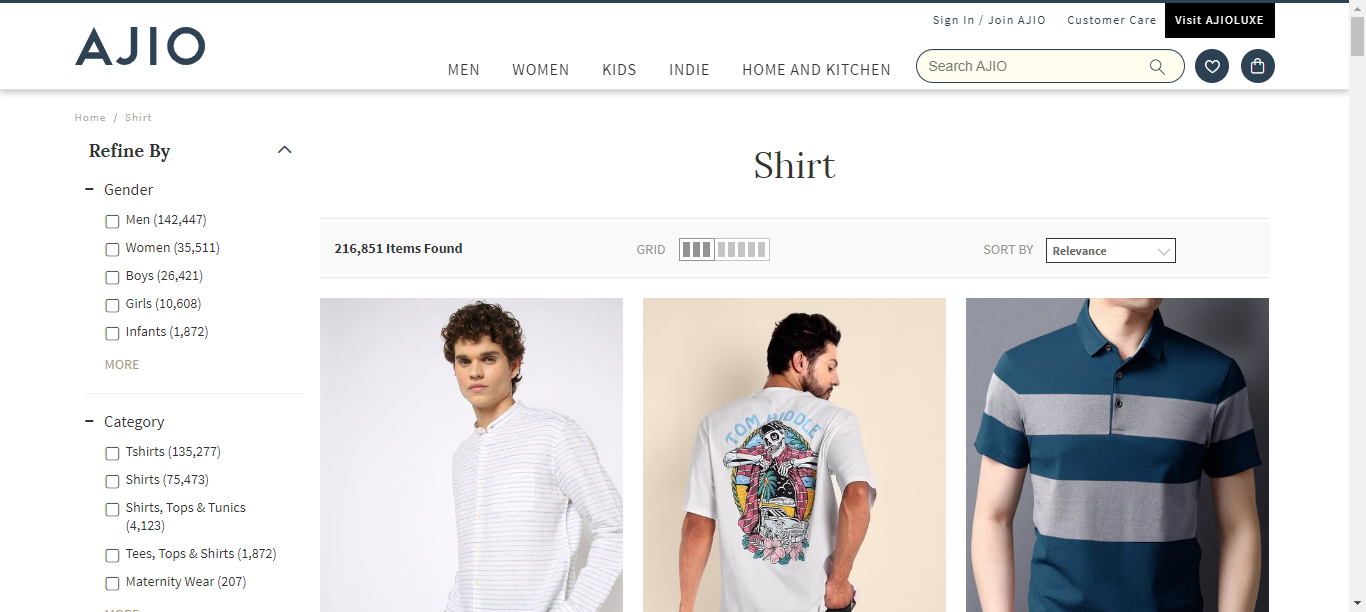 Sign In / Join AJIO
Customer Care
Visit AJIOLUXE
AJIO
MEN
WOMEN
KIDS
INDIE
HOME AND KITCHEN
Search AJIO
Home / Shirt
Refine By
Gender
Men (142,447)
Women (35,511)
Boys (26,421)
Girls (10,608)
Infants (1,872)
MORE
Category
Tshirts (135,277)
Shirts (75,473)
Shirts, Tops & Tunics
(4,123)
Tees, Tops & Shirts (1,872)
Maternity Wear (207)
MORE
Shirt
216,851 Items Found
GRID
SORT BY
Relevance
TOM RIDDLE